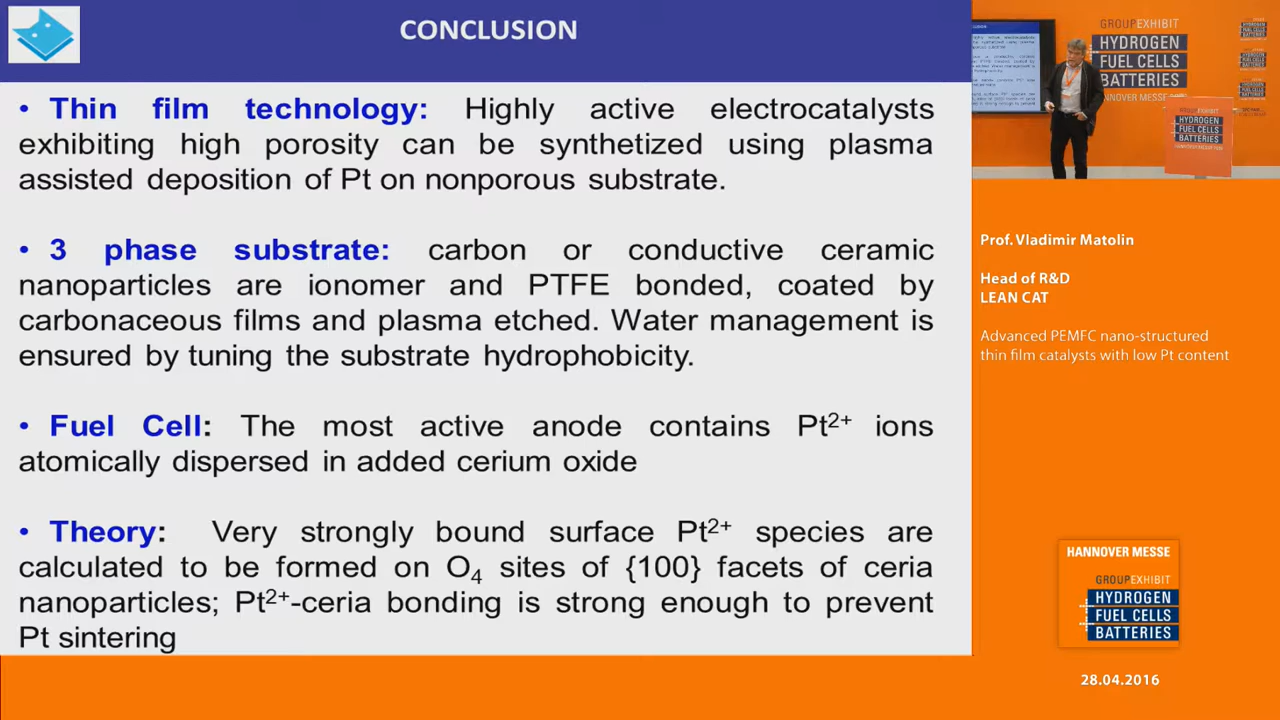 CONCLUSION
• Thin film technology: Highly active electrocatalysts
exhibiting high porosity can be synthetized using plasma
assisted deposition of Pt on nonporous substrate.
• 3 phase substrate: carbon or conductive ceramic
nanoparticles are ionomer and PTFE bonded, coated by
carbonaceous films and plasma etched. Water management is
ensured by tuning the substrate hydrophobicity.
• Fuel Cell: The most active anode contains Pt²⁺ ions
atomically dispersed in added cerium oxide
• Theory: Very strongly bound surface Pt²⁺ species are
calculated to be formed on O₄ sites of {100} facets of ceria
nanoparticles; Pt²⁺-ceria bonding is strong enough to prevent
Pt sintering
GROUPEXHIBIT
HYDROGEN
FUEL CELLS
BATTERIES
HANNOVER MESSE
GROUPEXHIBIT
HYDROGEN
FUEL CELLS
BATTERIES
HANNOVER MESSE
Prof. Vladimir Matolin
Head of R&D
LEAN CAT
Advanced PEMFC nano-structured
thin film catalysts with low Pt content
HANNOVER MESSE
GROUPEXHIBIT
HYDROGEN
FUEL CELLS
BATTERIES
28.04.2016